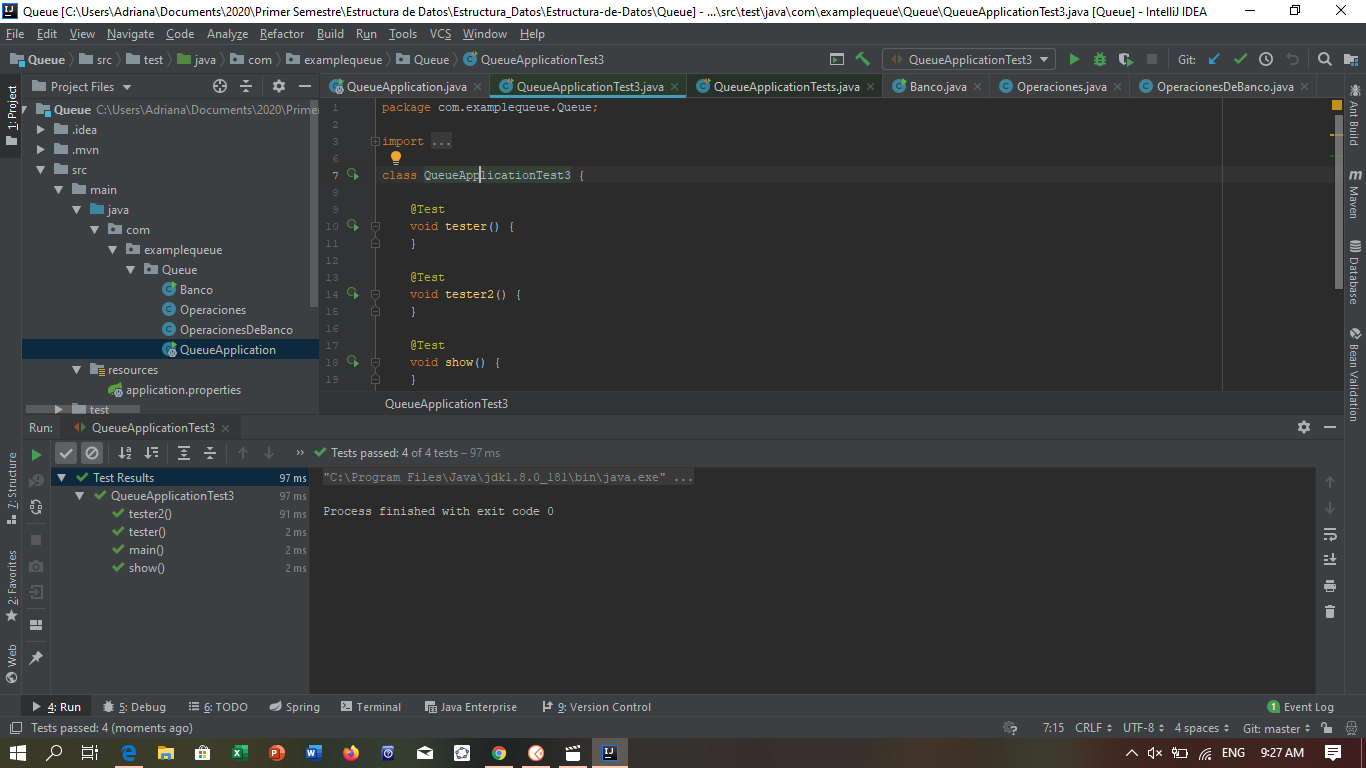 Queue [C:\Users\Adriana\Documents\2020\Primer Semestre\Estructura de Datos\Estructura_Datos\Estructura-de-Datos\Queue] - ...\src\test\java\com\examplequeue\Queue\QueueApplicationTest3.java [Queue] - IntelliJ IDEA
File Edit View Navigate Code Analyze Refactor Build Run Tools VCS Window Help
Queue src test java com examplequeue Queue QueueApplicationTest3 QueueApplicationTest3 Git:
Project Files QueueApplication.java QueueApplicationTest3.java QueueApplicationTests.java Banco.java Operaciones.java OperacionesDeBanco.java
1: Project
Queue C:\Users\Adriana\Documents\2020\Prime
.idea
.mvn
src
main
java
com
examplequeue
Queue
Banco
Operaciones
OperacionesDeBanco
QueueApplication
resources
application.properties
test
1 package com.examplequeue.Queue;
2
3 import ...
6
7 class QueueApplicationTest3 {
8
9 @Test
10 void tester() {
11 }
12
13 @Test
14 void tester2() {
15 }
16
17 @Test
18 void show() {
19 }
QueueApplicationTest3
Ant Build
Maven
Database
Bean Validation
Run: QueueApplicationTest3
Tests passed: 4 of 4 tests – 97 ms
Test Results 97 ms
QueueApplicationTest3 97 ms
tester2() 91 ms
tester() 2 ms
main() 2 ms
show() 2 ms
"C:\Program Files\Java\jdk1.8.0_181\bin\java.exe" ...
Process finished with exit code 0
7: Structure
2: Favorites
Web
4: Run 5: Debug 6: TODO Spring Terminal Java Enterprise 9: Version Control 1 Event Log
Tests passed: 4 (moments ago) 7:15 CRLF UTF-8 4 spaces Git: master
ENG 9:27 AM